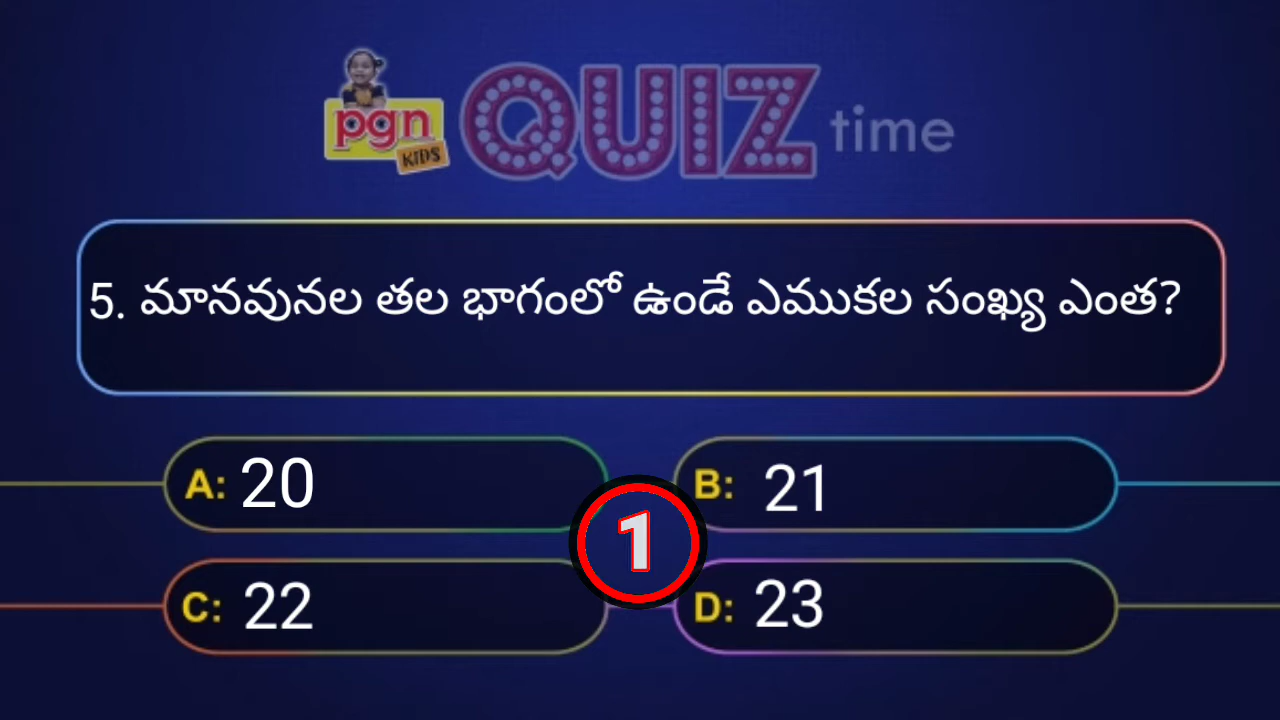 pgn
KIDS
QUIZ time
5. మానవునల తల భాగంలో ఉండే ఎముకల సంఖ్య ఎంత?
A: 20
B: 21
1
C: 22
D: 23